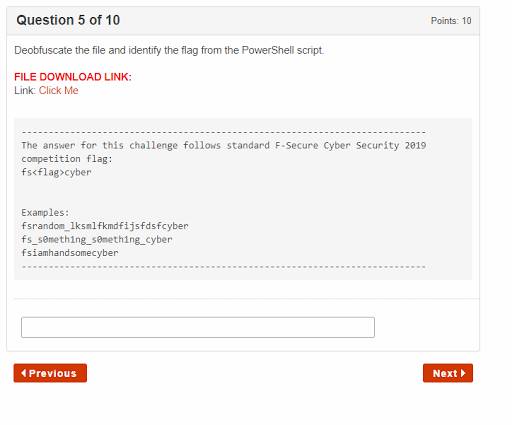 Question 5 of 10
Points: 10
Deobfuscate the file and identify the flag from the PowerShell script.
FILE DOWNLOAD LINK:
Link: Click Me
--------------------------------------------------------------------
The answer for this challenge follows standard F-Secure Cyber Security 2019
competition flag:
fs<flag>cyber
Examples:
fsrandom_lksmlfkmdfijsfdsfcyber
fs_s0meth1ng_s0meth1ng_cyber
fsiamhandsomecyber
--------------------------------------------------------------------
Previous
Next